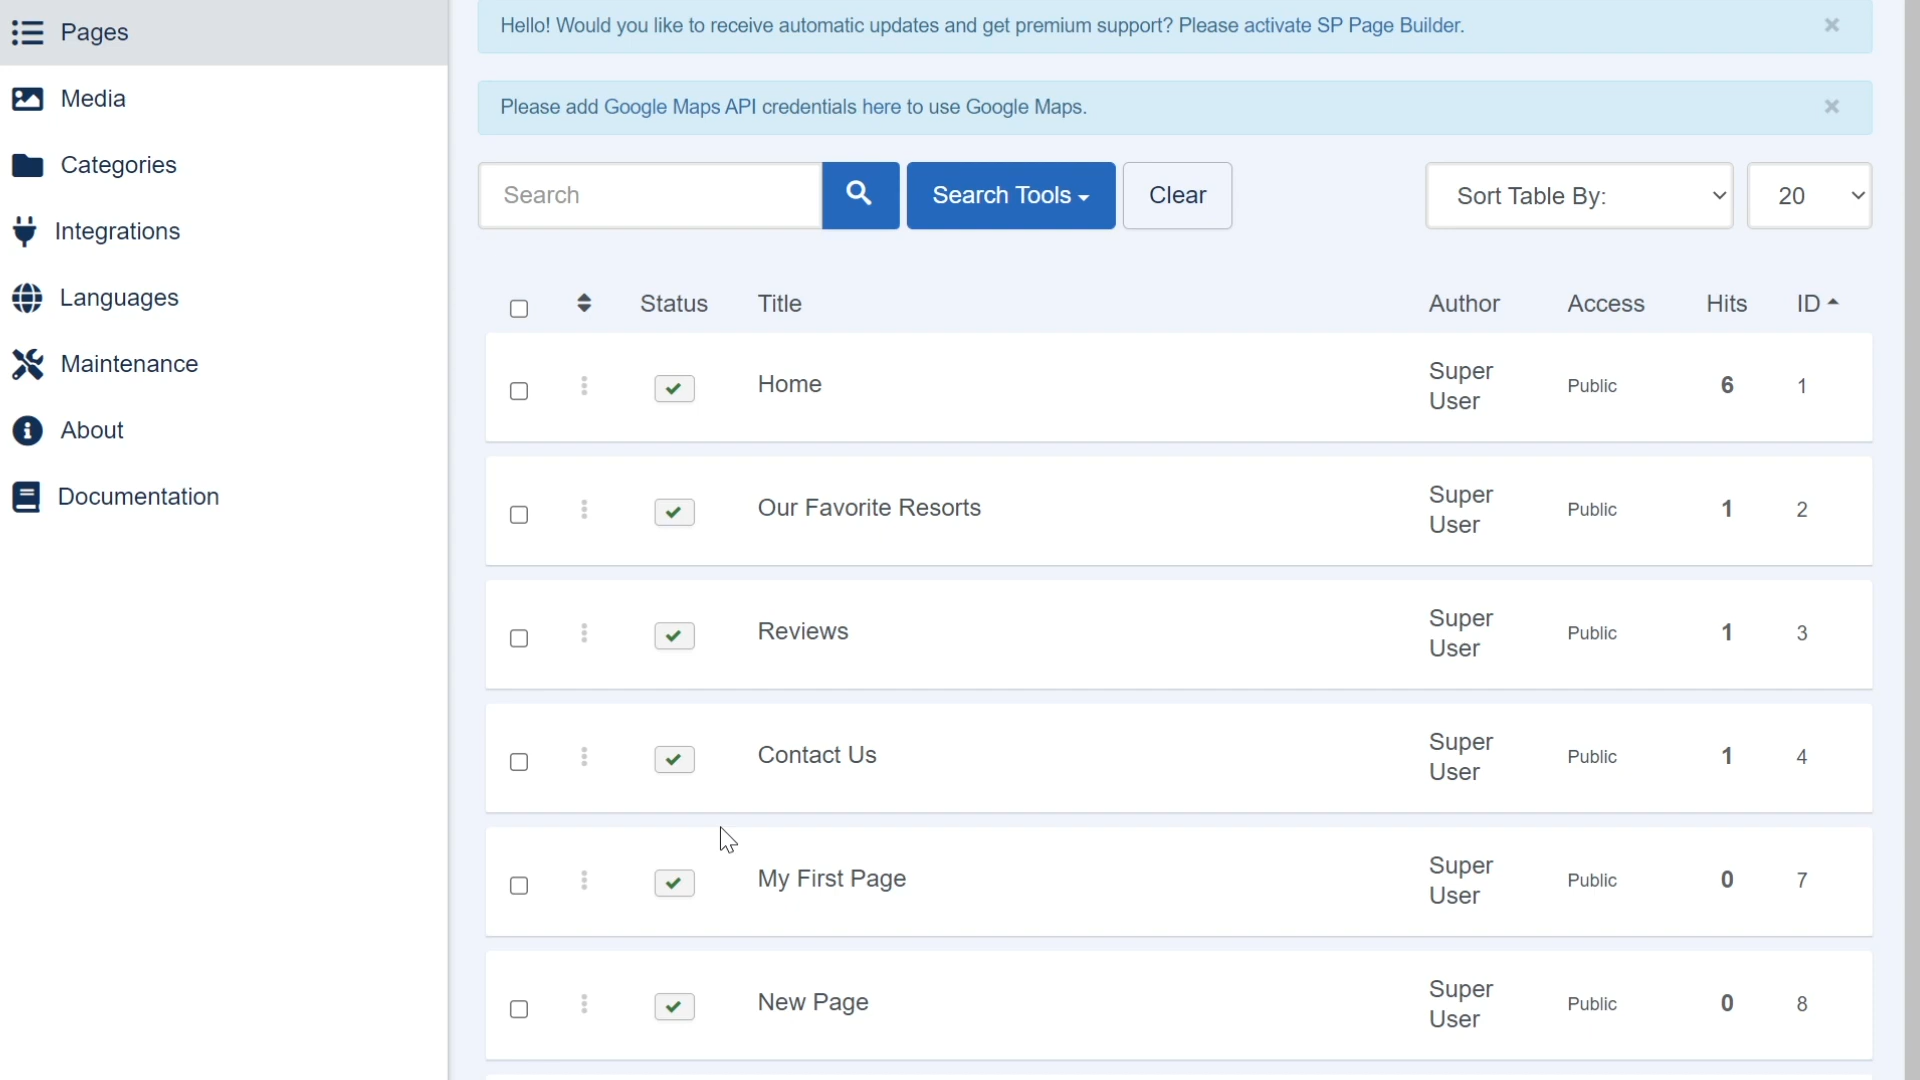 Pages
Media
Categories
Integrations
Languages
Maintenance
About
Documentation
Hello! Would you like to receive automatic updates and get premium support? Please activate SP Page Builder.
Please add Google Maps API credentials here to use Google Maps.
Search Search Tools Clear Sort Table By: 20
Status Title Author Access Hits ID
Home Super User Public 6 1
Our Favorite Resorts Super User Public 1 2
Reviews Super User Public 1 3
Contact Us Super User Public 1 4
My First Page Super User Public 0 7
New Page Super User Public 0 8